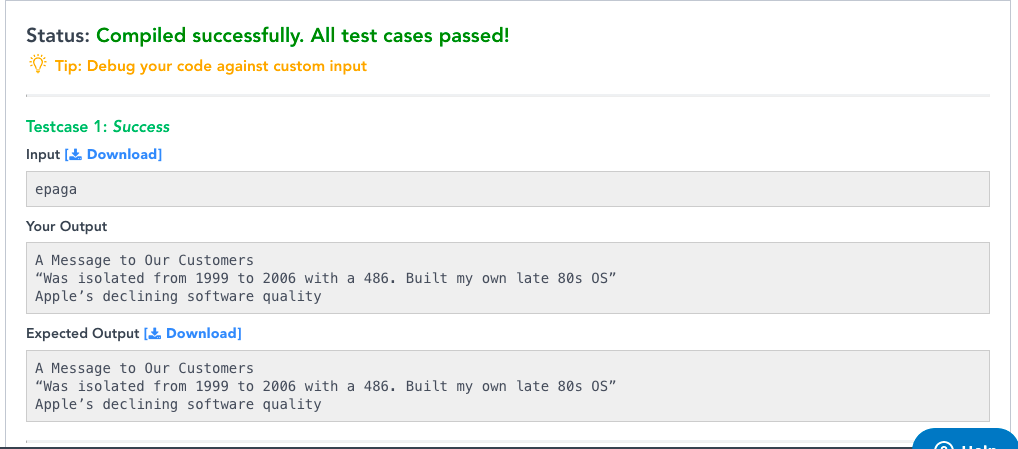 Status: Compiled successfully. All test cases passed!
Tip: Debug your code against custom input
Testcase 1: Success
Input [Download]
epaga
Your Output
A Message to Our Customers
“Was isolated from 1999 to 2006 with a 486. Built my own late 80s OS”
Apple’s declining software quality
Expected Output [Download]
A Message to Our Customers
“Was isolated from 1999 to 2006 with a 486. Built my own late 80s OS”
Apple’s declining software quality
Help